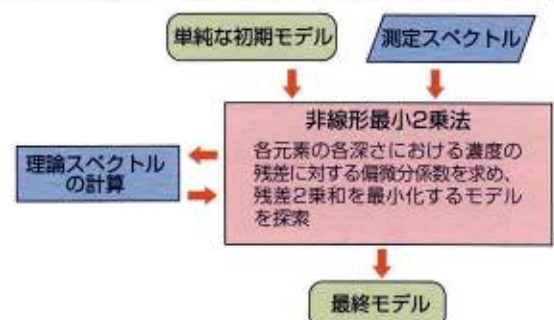 単純な初期モデル
測定スペクトル
非線形最小2乗法
各元素の各深さにおける濃度の
残差に対する偏微分係数を求め、
残差2乗和を最小化するモデル
を探索
理論スペクトル
の計算
最終モデル